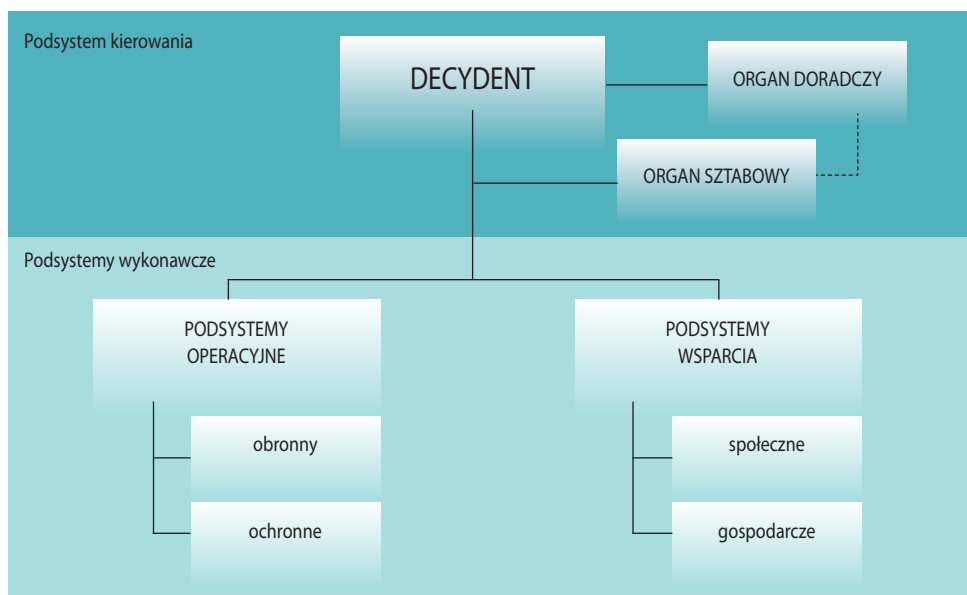 Podsystem kierowania
DECYDENT
ORGAN DORADCZY
ORGAN SZTABOWY
Podsystemy wykonawcze
PODSYSTEMY
OPERACYJNE
obronny
ochronne
PODSYSTEMY
WSPARCIA
społeczne
gospodarcze